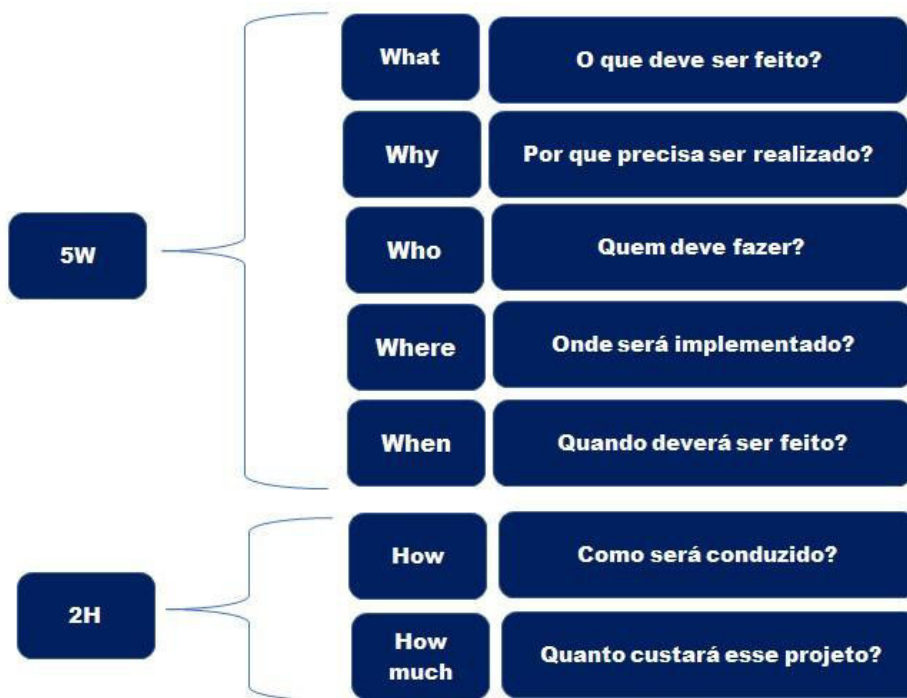 What
O que deve ser feito?
Why
Por que precisa ser realizado?
5W
Who
Quem deve fazer?
Where
Onde será implementado?
When
Quando deverá ser feito?
How
Como será conduzido?
2H
How
much
Quanto custará esse projeto?